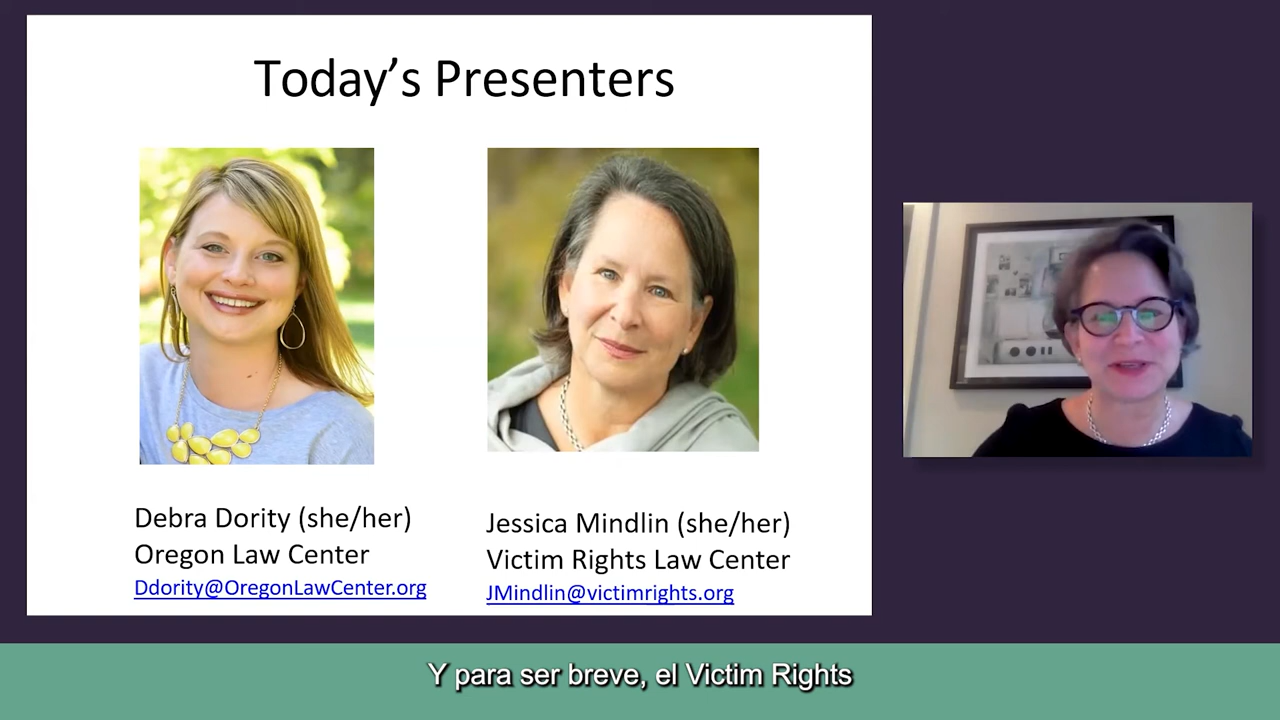 Today's Presenters
Debra Dority (she/her)
Oregon Law Center
Ddority@OregonLawCenter.org
Jessica Mindlin (she/her)
Victim Rights Law Center
JMindlin@victimrights.org
Y para ser breve, el Victim Rights